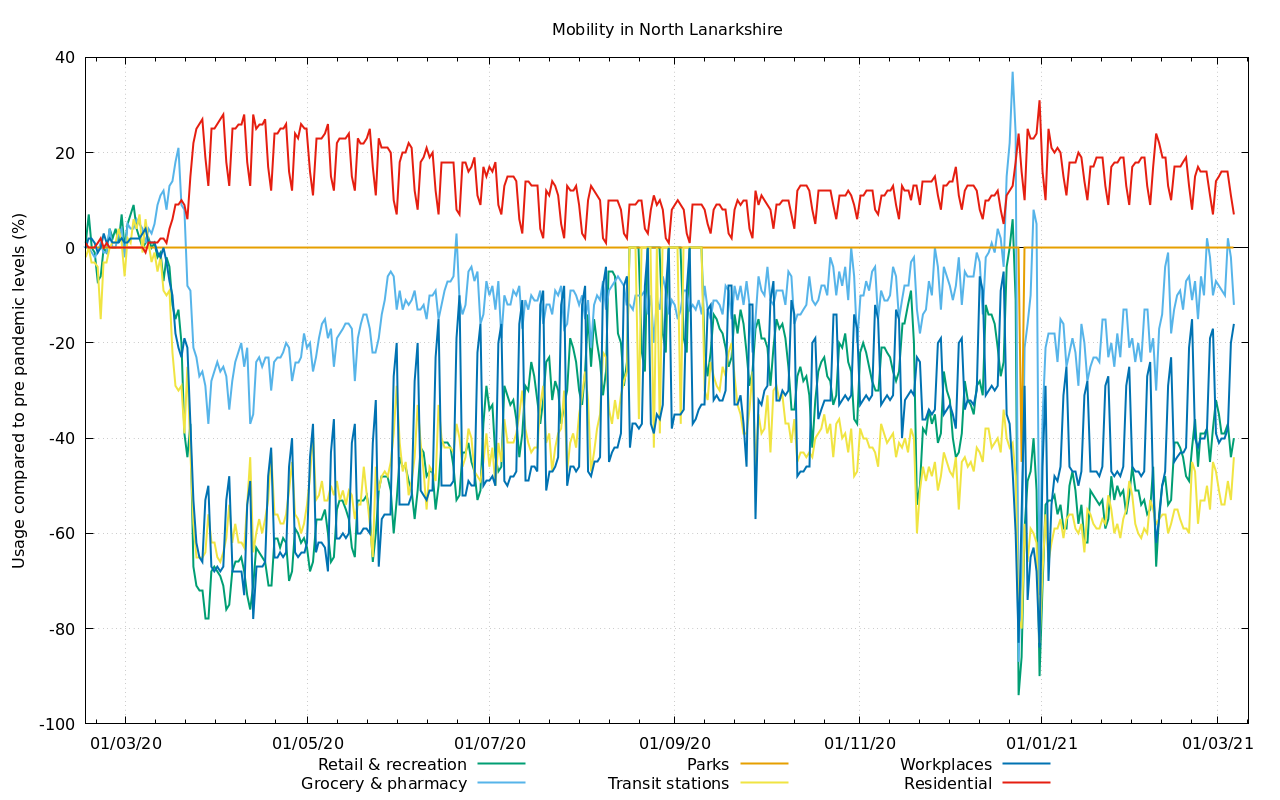 Mobility in North Lanarkshire
Usage compared to pre pandemic levels (%)
40
20
0
-20
-40
-60
-80
-100
01/03/20 01/05/20 01/07/20 01/09/20 01/11/20 01/01/21 01/03/21
Retail & recreation Parks Workplaces
Grocery & pharmacy Transit stations Residential